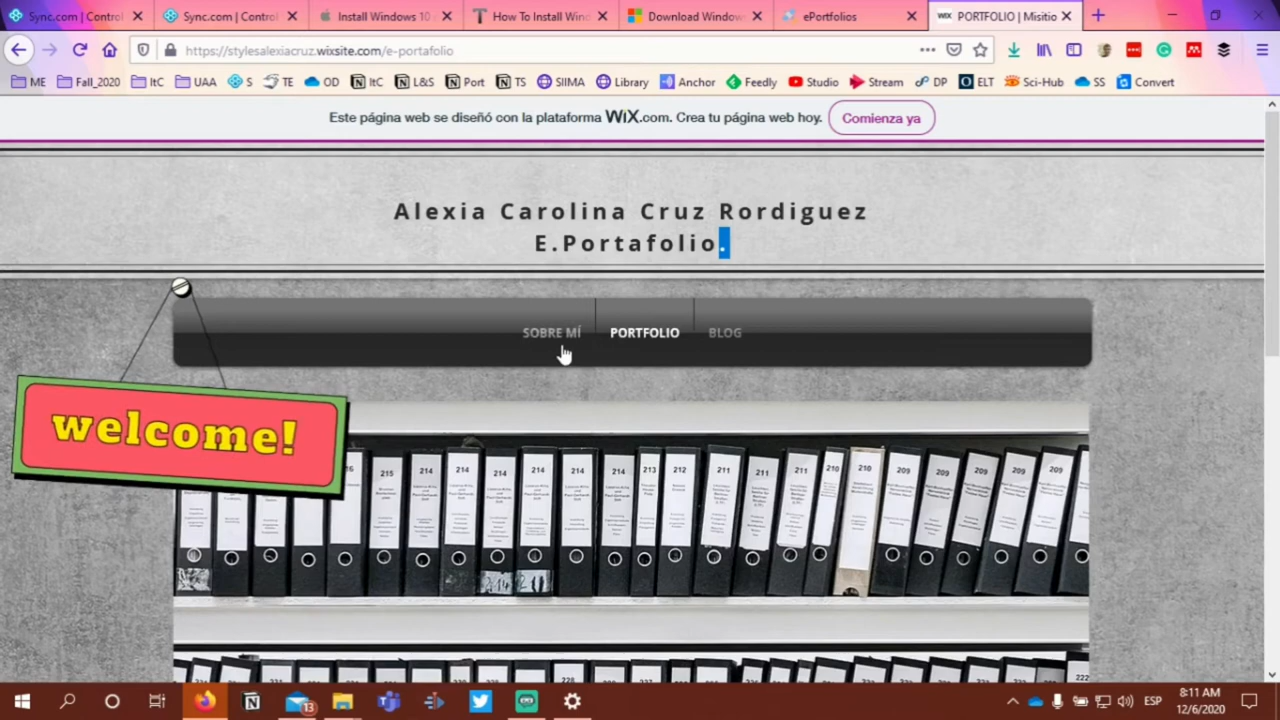 Sync.com | Control
Sync.com | Control
Install Windows 10
How To Install Wind
Download Window
ePortfolios
WIX PORTFOLIO | Misitio
https://stylesalexiacruz.wixsite.com/e-portafolio
ME Fall_2020 ItC UAA S TE OD ItC L&S Port TS SIIMA Library Anchor Feedly Studio Stream DP ELT Sci-Hub SS Convert
Este página web se diseñó con la plataforma WiX.com. Crea tu página web hoy. Comienza ya
Alexia Carolina Cruz Rordiguez
E.Portafolio.
SOBRE MÍ PORTFOLIO BLOG
welcome!
215 214 214 214 214 214 213 212 211 211 211 210 210 209 209 209 209
13
ESP
8:11 AM
12/6/2020